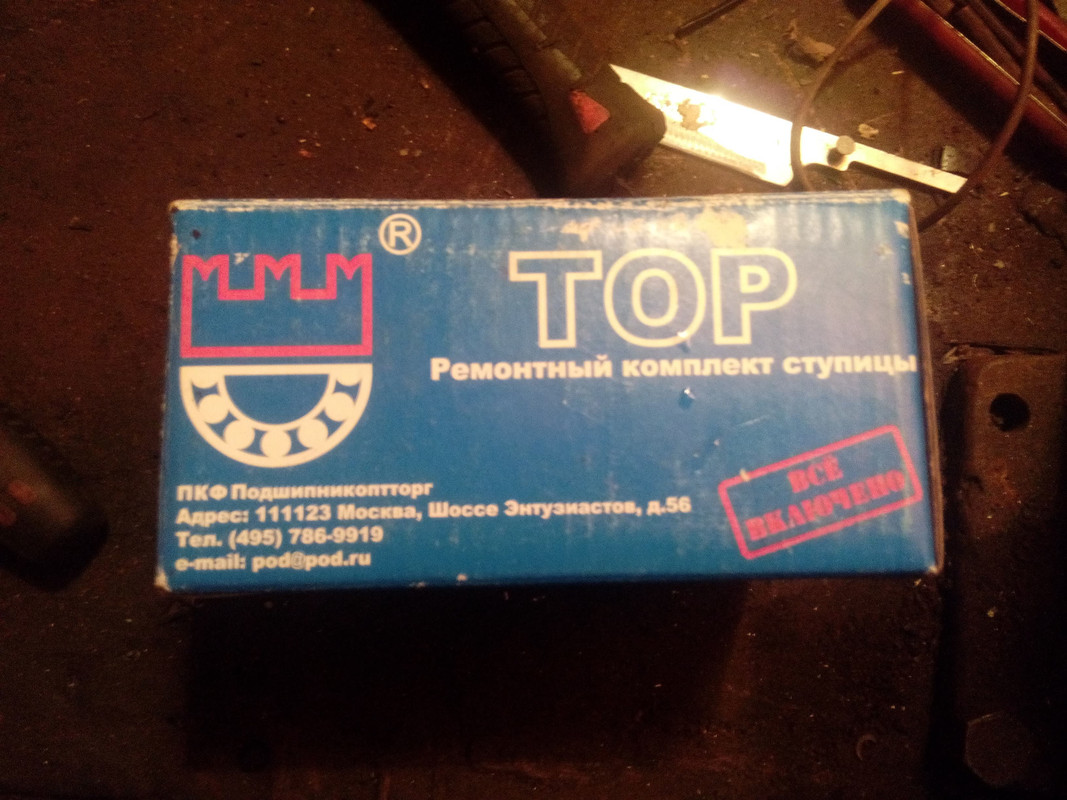 ®
ТОР
Ремонтный комплект ступицы
ВСЁ
ВКЛЮЧЕНО
ПКФ Подшипникоптторг
Адрес: 111123 Москва, Шоссе Энтузиастов, д.56
Тел. (495) 786-9919
e-mail: pod@pod.ru